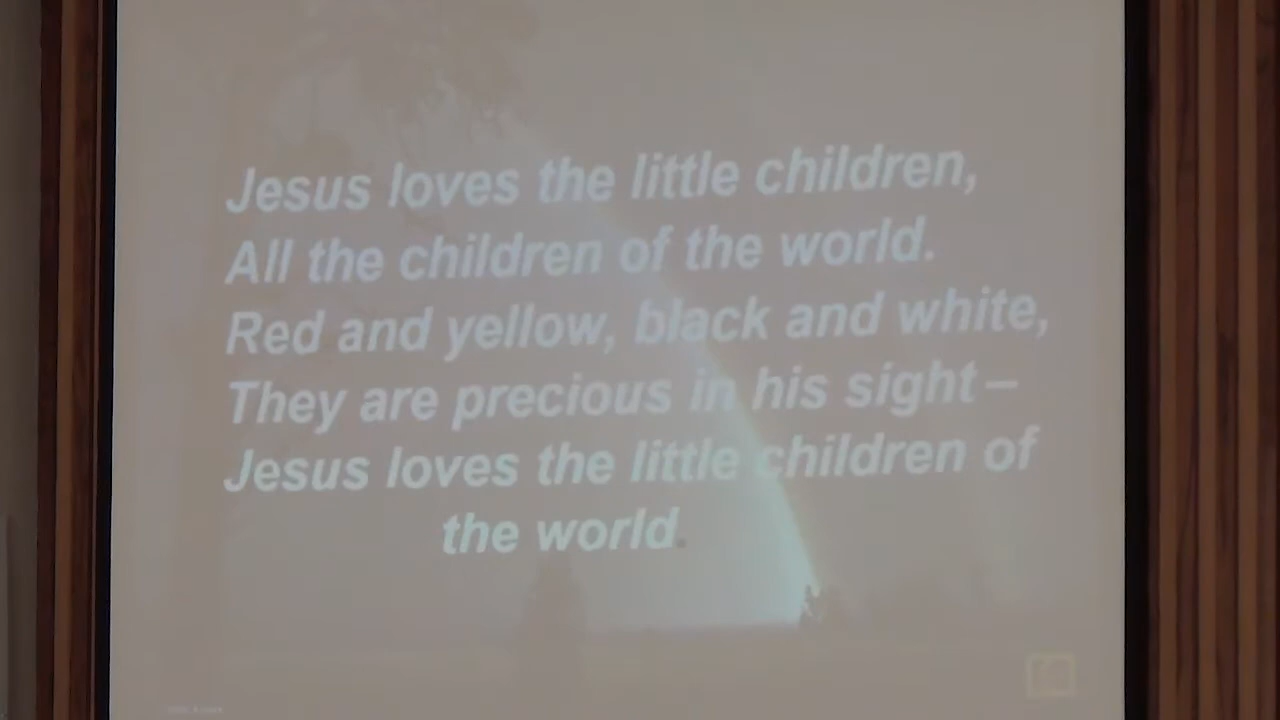 Jesus loves the little children,
All the children of the world.
Red and yellow, black and white,
They are precious in his sight–
Jesus loves the little children of
the world.